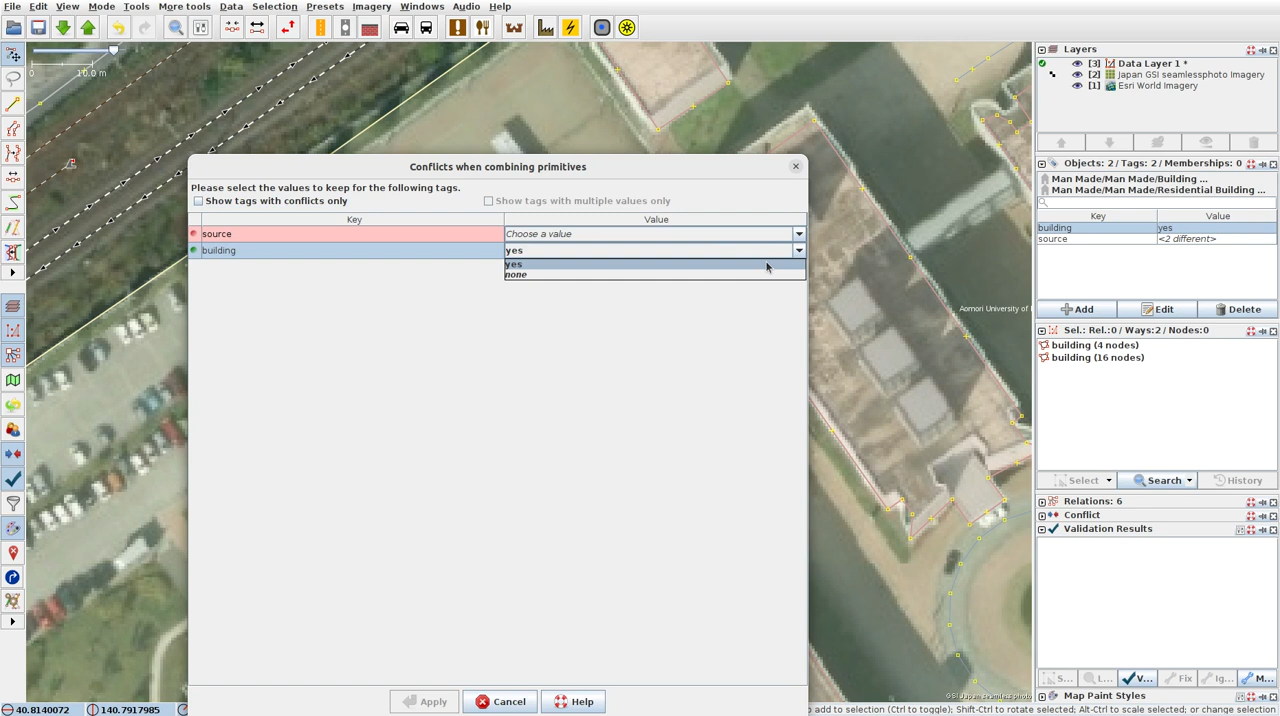 File Edit View Mode Tools More tools Data Selection Presets Imagery Windows Audio Help
0 10.0 m
Layers
[3] Data Layer 1 *
[2] Japan GSI seamlessphoto Imagery
[1] Esri World Imagery
Objects: 2 / Tags: 2 / Memberships: 0
Man Made/Man Made/Building ...
Man Made/Man Made/Residential Building ...
Key Value
building yes
source <2 different>
Add Edit Delete
Sel.: Rel.:0 / Ways:2 / Nodes:0
building (4 nodes)
building (16 nodes)
Select Search History
Relations: 6
Conflict
Validation Results
S... L... V... Fix Ig... M...
Map Paint Styles
Conflicts when combining primitives
Please select the values to keep for the following tags.
Show tags with conflicts only Show tags with multiple values only
Key Value
source Choose a value
building yes
yes
none
Apply Cancel Help
Aomori University of
GSI Japan seamless photo
40.8140072 140.7917985 to add to selection (Ctrl to toggle); Shift-Ctrl to rotate selected; Alt-Ctrl to scale selected; or change selection